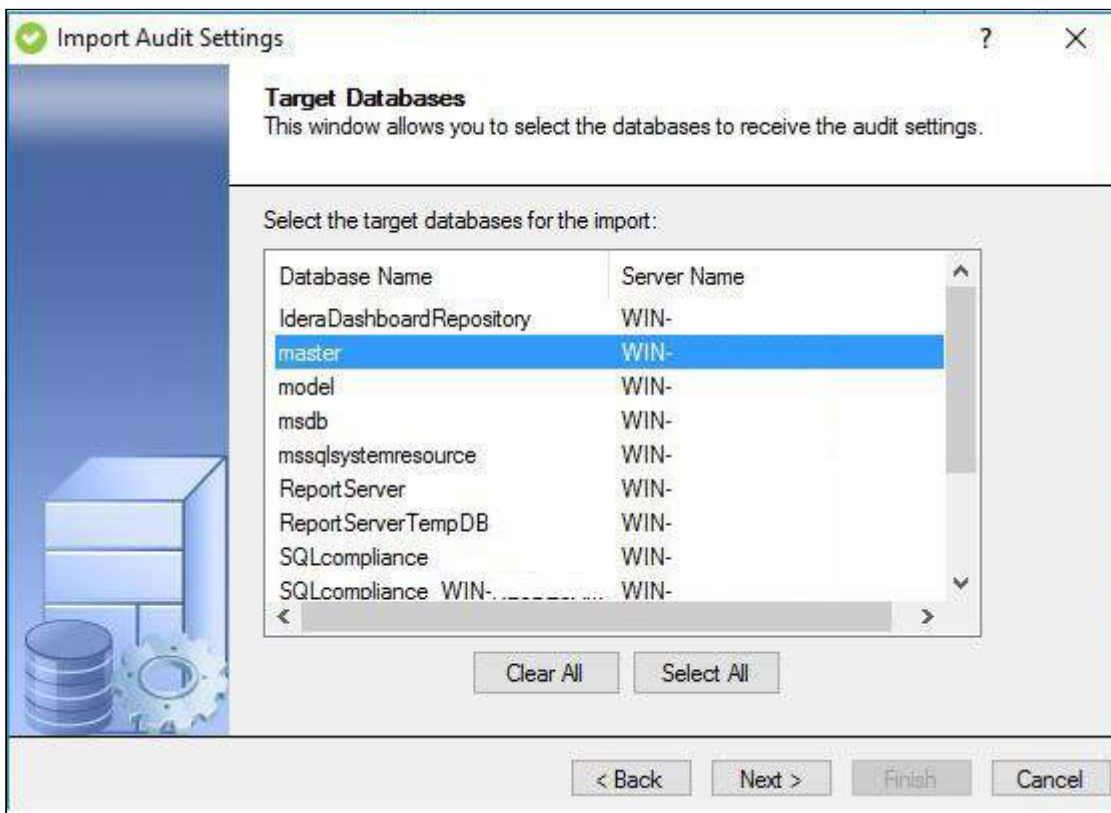 Import Audit Settings ?
Target Databases
This window allows you to select the databases to receive the audit settings.
Select the target databases for the import:
Database Name Server Name
IderaDashboardRepository WIN-
master WIN-
model WIN-
msdb WIN-
mssqlsystemresource WIN-
ReportServer WIN-
ReportServerTempDB WIN-
SQLcompliance WIN-
SQLcompliance_WIN- WIN-
Clear All Select All
< Back Next > Finish Cancel